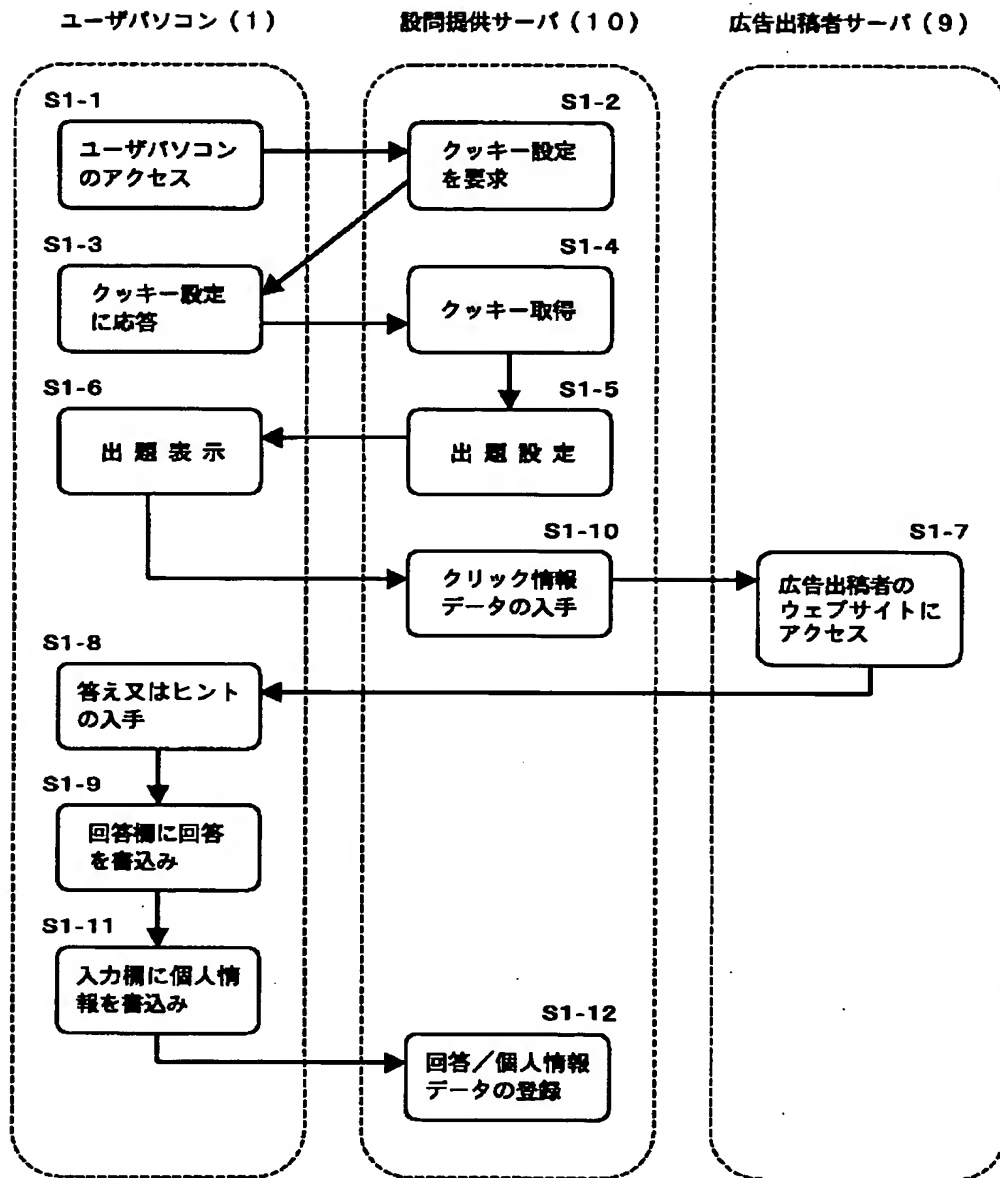 ユーザパソコン（１）
設問提供サーバ（１０）
広告出稿者サーバ（９）
S1-1
ユーザパソコン
のアクセス
S1-2
クッキー設定
を要求
S1-3
クッキー設定
に応答
S1-4
クッキー取得
S1-6
出 題 表 示
S1-5
出 題 設 定
S1-10
クリック情報
データの入手
S1-7
広告出稿者の
ウェブサイトに
アクセス
S1-8
答え又はヒント
の入手
S1-9
回答欄に回答
を書込み
S1-11
入力欄に個人情
報を書込み
S1-12
回答／個人情報
データの登録